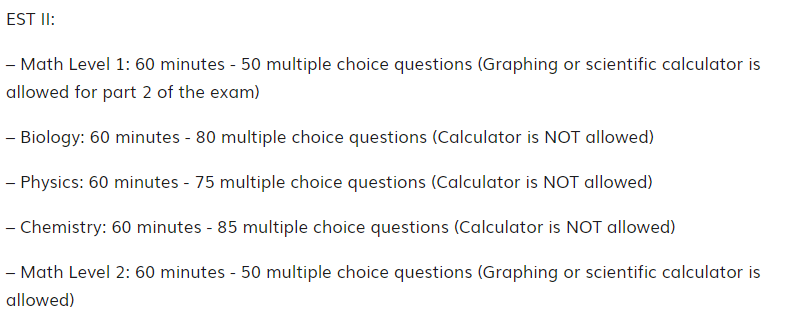 EST II:
– Math Level 1: 60 minutes - 50 multiple choice questions (Graphing or scientific calculator is
allowed for part 2 of the exam)
– Biology: 60 minutes - 80 multiple choice questions (Calculator is NOT allowed)
– Physics: 60 minutes - 75 multiple choice questions (Calculator is NOT allowed)
– Chemistry: 60 minutes - 85 multiple choice questions (Calculator is NOT allowed)
– Math Level 2: 60 minutes - 50 multiple choice questions (Graphing or scientific calculator is
allowed)